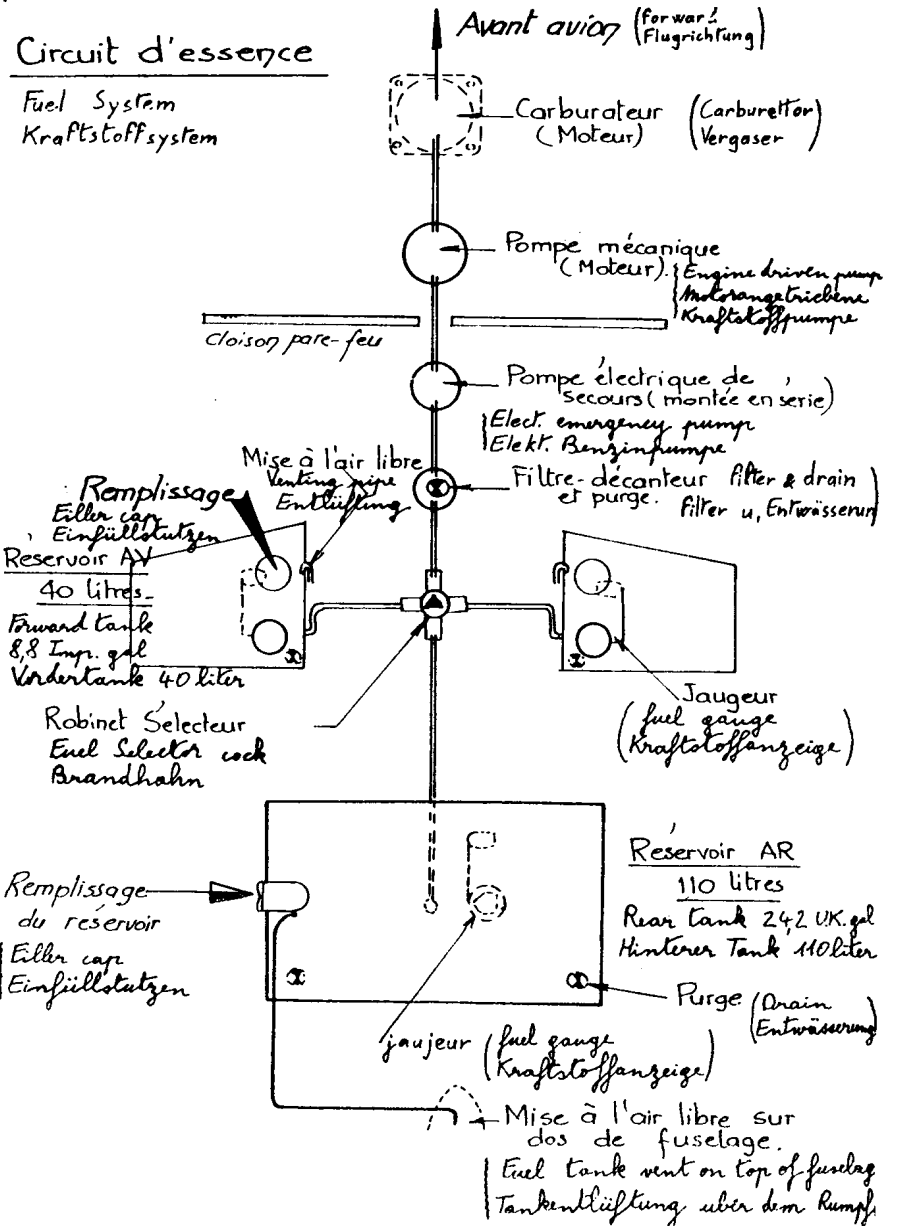 Circuit d'essence
Fuel System
Kraftstoffsystem
Avant avion
(forward
Flugrichtung)
Carburateur
(Moteur)
(Carburettor)
Vergaser
Pompe mécanique
(Moteur).
Engine driven pump
Motorangetriebene
Kraftstoffpumpe
Cloison pare-feu
Pompe électrique de
secours (montée en série)
Elect. emergency pump
Elekt. Benzinpumpe
Mise à l'air libre
Venting pipe
Entlüftung
Filtre-décanteur
et purge.
Filter & drain
Filter u, Entwässerun
Remplissage
Filler cap
Einfüllstutzen
Réservoir AV
40 litres_
Forward tank
8,8 Imp. gal
Vordertank 40 liter
Robinet Sélecteur
Fuel Selector cock
Brandhahn
Jaugeur
(fuel gauge
Kraftstoffanzeige)
Remplissage
du réservoir
Filler cap
Einfüllstutzen
Réservoir AR
110 litres
Rear tank 24,2 UK.gal
Hinterer Tank 110 liter
Purge
(Drain
Entwässerung)
jaujeur
(fuel gauge
Kraftstoffanzeige)
Mise à l'air libre sur
dos de fuselage.
Fuel tank vent on top of fuselag
Tankentlüftung uber dem Rumpf